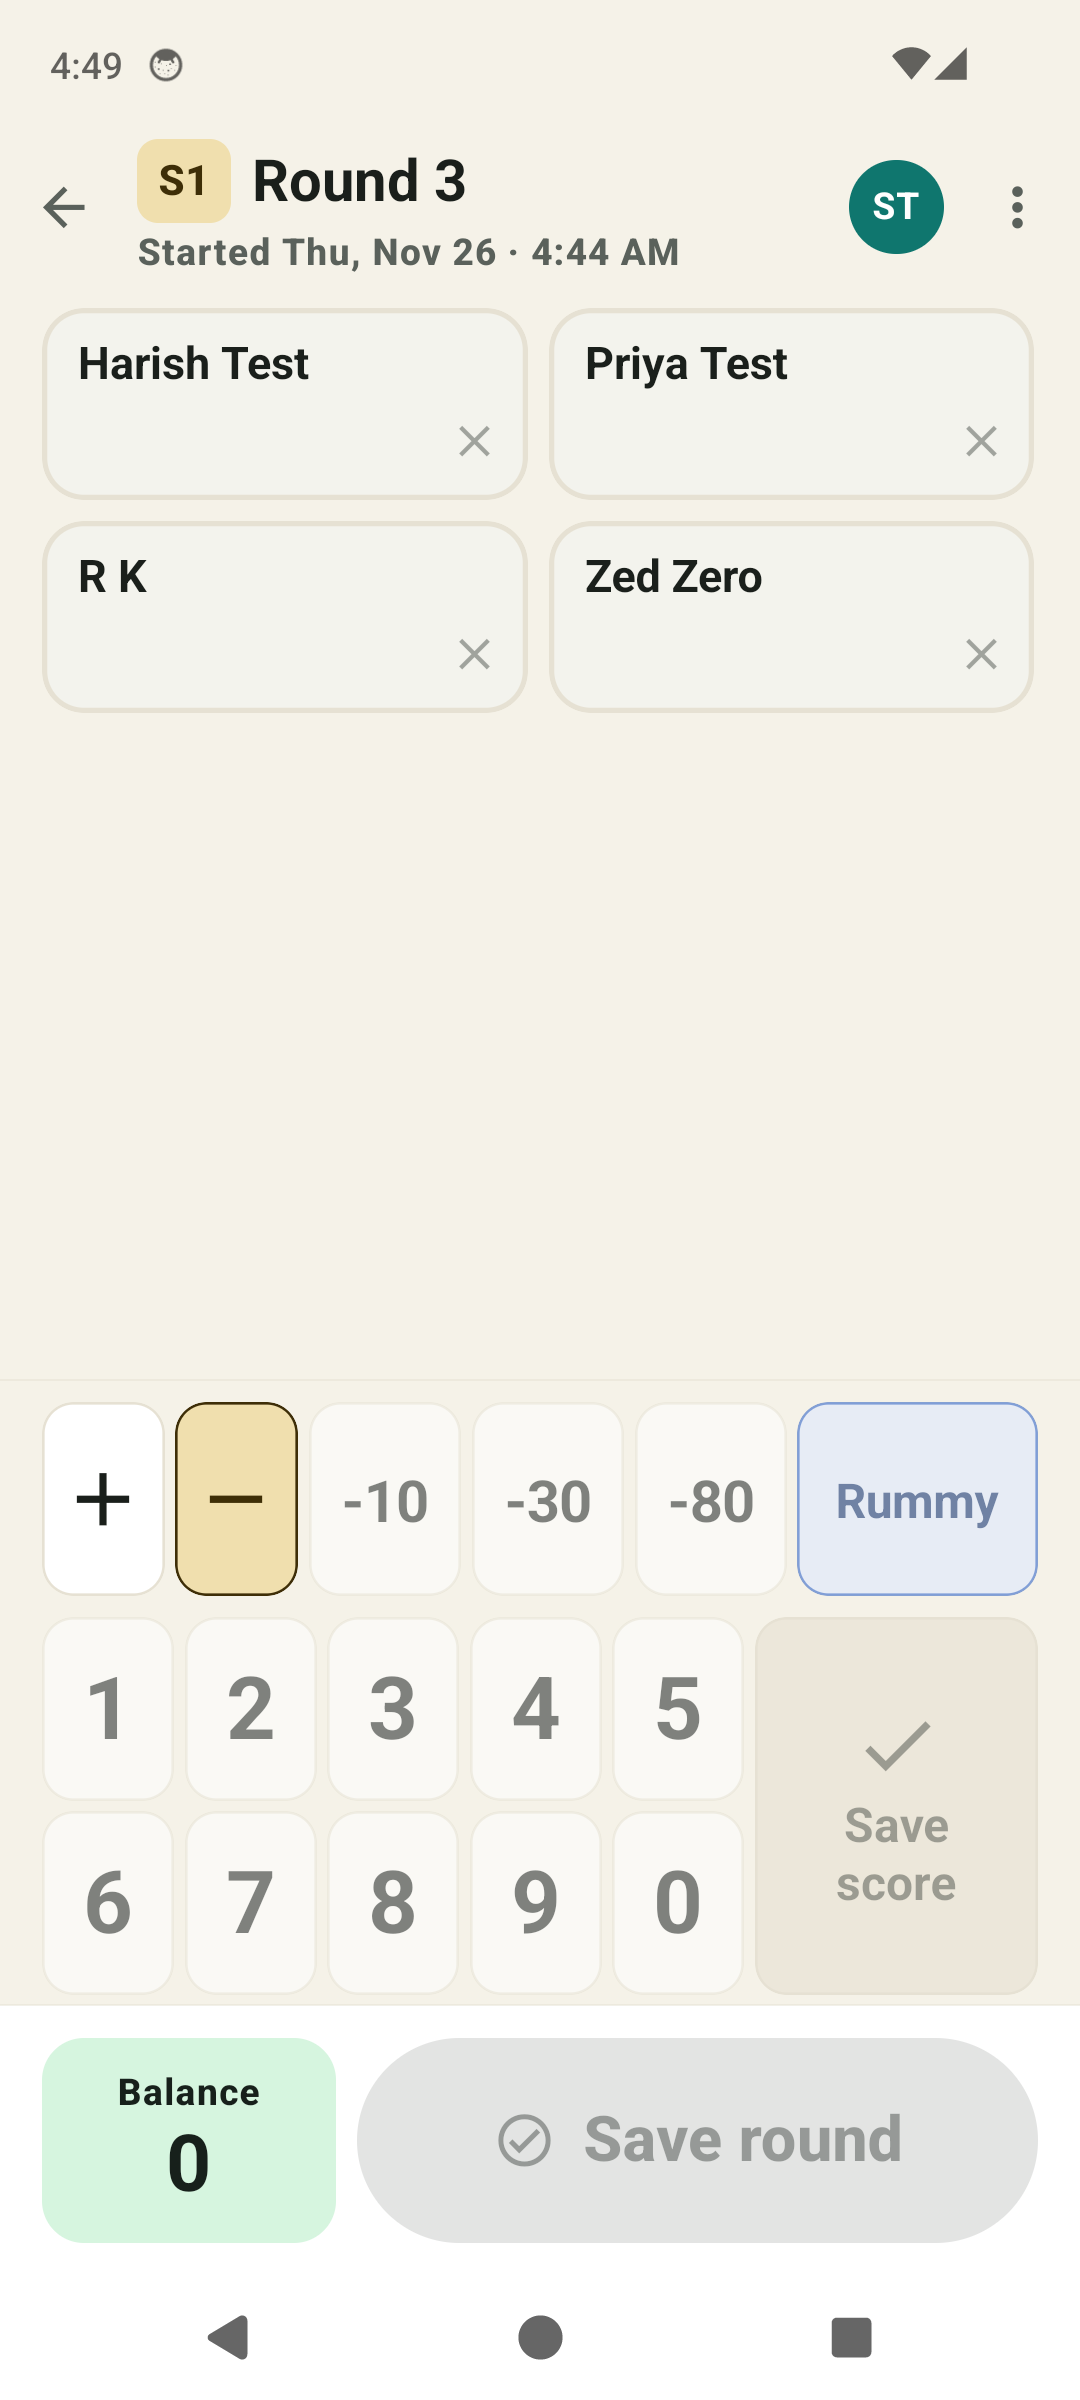 4:49
S1 Round 3
ST
Started Thu, Nov 26 · 4:44 AM
Harish Test
Priya Test
R K
Zed Zero
+ − -10 -30 -80 Rummy
1 2 3 4 5
Save
score
6 7 8 9 0
Balance
0
Save round